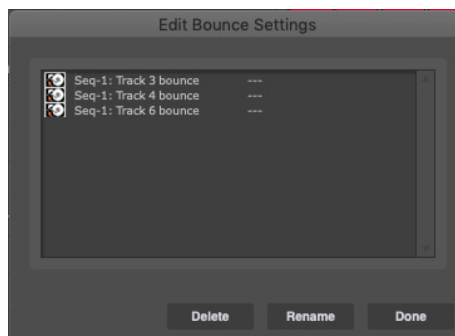 Edit Bounce Settings
Seq-1: Track 3 bounce ---
Seq-1: Track 4 bounce ---
Seq-1: Track 6 bounce ---
Delete Rename Done